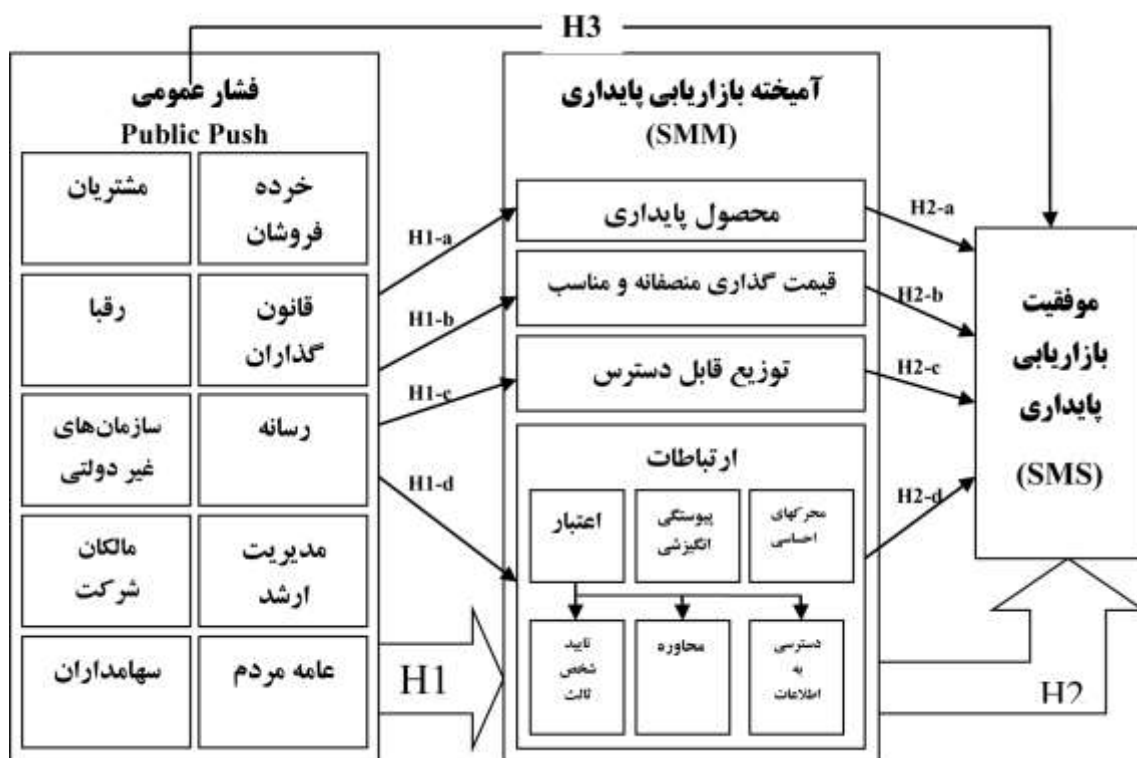 H3
فشار عمومی
Public Push
خرده
فروشان
مشتریان
قانون
گذاران
رقبا
رسانه
سازمان‌های
غیر دولتی
مدیریت
ارشد
مالکان
شرکت
عامه مردم
سهامداران
H1-a
H1-b
H1-c
H1-d
H1
آمیخته بازاریابی پایداری
(SMM)
محصول پایداری
قیمت گذاری منصفانه و مناسب
توزیع قابل دسترس
ارتباطات
محرکهای
احساسی
پیوستگی
انگیزشی
اعتبار
دسترسی
به
اطلاعات
محاوره
تایید
شخص
ثالث
H2-a
H2-b
H2-c
H2-d
H2
موفقیت
بازاریابی
پایداری
(SMS)